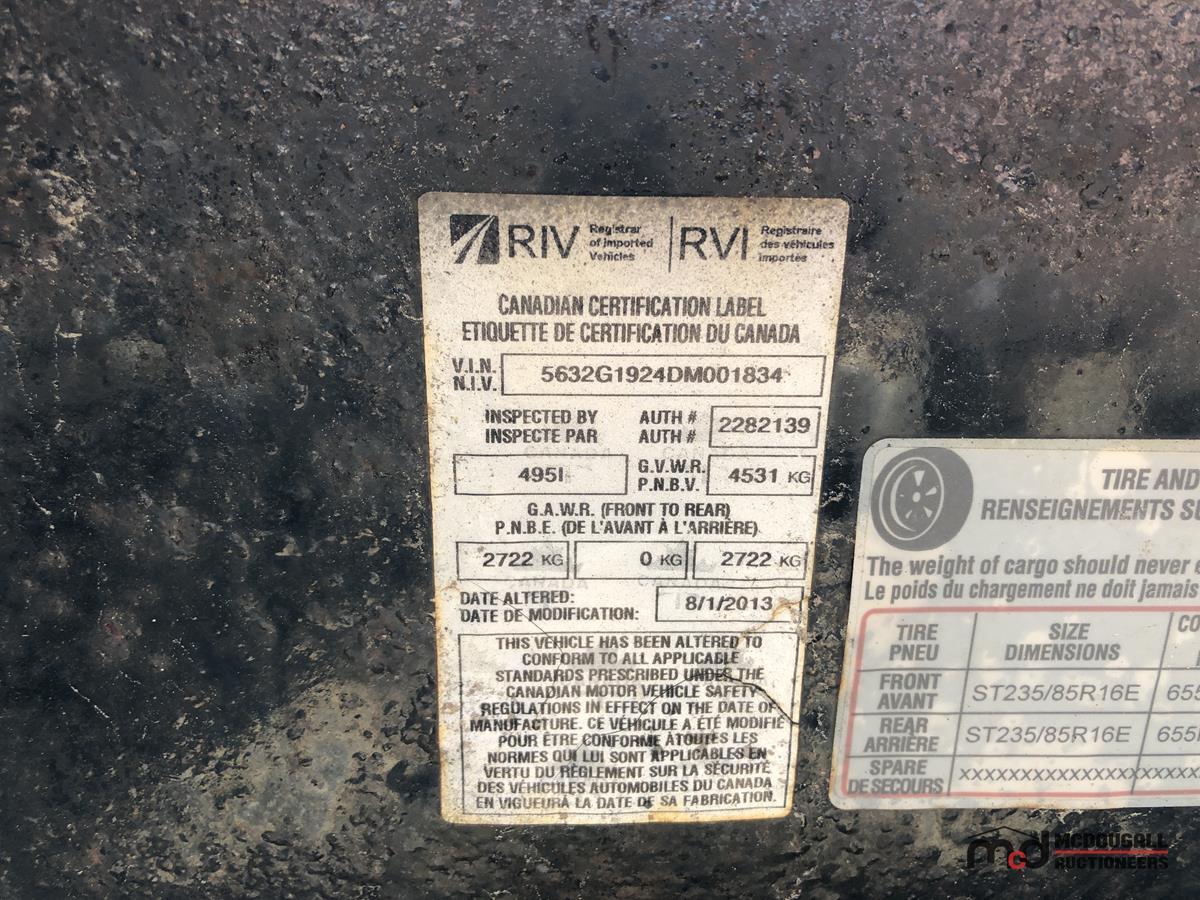 RIV Registrar of Imported Vehicles
RVI Registraire des véhicules importés
CANADIAN CERTIFICATION LABEL
ETIQUETTE DE CERTIFICATION DU CANADA
V.I.N. N.I.V. 5632G1924DM001834
INSPECTED BY AUTH # 2282139
INSPECTE PAR AUTH #
495I G.V.W.R. P.N.B.V. 4531 KG
G.A.W.R. (FRONT TO REAR)
P.N.B.E. (DE L'AVANT À L'ARRIÈRE)
2722 KG 0 KG 2722 KG
DATE ALTERED: 8/1/2013
DATE DE MODIFICATION:
THIS VEHICLE HAS BEEN ALTERED TO
CONFORM TO ALL APPLICABLE
STANDARDS PRESCRIBED UNDER THE
CANADIAN MOTOR VEHICLE SAFETY
REGULATIONS IN EFFECT ON THE DATE OF
MANUFACTURE. CE VÉHICULE A ÉTÉ MODIFIÉ
POUR ÊTRE CONFORME ÀTOUTES LES
NORMES QUI LUI SONT APPLICABLES EN
VERTU DU RÈGLEMENT SUR LA SÉCURITÉ
DES VÉHICULES AUTOMOBILES DU CANADA
EN VIGUEURÀ LA DATE DE SA FABRICATION.
TIRE AND
RENSEIGNEMENTS
The weight of cargo should never
Le poids du chargement ne doit jamais
TIRE PNEU SIZE DIMENSIONS
FRONT AVANT ST235/85R16E 655
REAR ARRIÈRE ST235/85R16E 655
SPARE DE SECOURS XXXXXXXXXXXXXXXXXXXXXXX
mcd MCDOUGALL
AUCTIONEERS